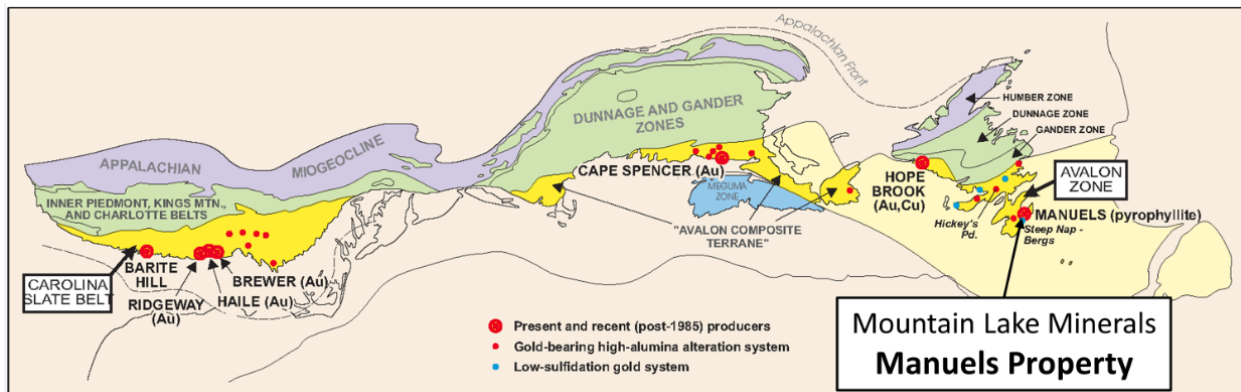 Appalachian Front
HUMBER ZONE
DUNNAGE ZONE
GANDER ZONE
DUNNAGE AND GANDER
ZONES
APPALACHIAN
MIOGEOCLINE
AVALON
ZONE
CAPE SPENCER (Au)
HOPE
BROOK
(Au,Cu)
MEGUMA
ZONE
INNER PIEDMONT, KINGS MTN.
AND CHARLOTTE BELTS
MANUELS (pyrophyllite)
Hickey's
Pd.
Steep Nap -
Bergs
"AVALON COMPOSITE
TERRANE"
CAROLINA
SLATE BELT
BARITE
HILL
BREWER (Au)
HAILE (Au)
RIDGEWAY
(Au)
Present and recent (post-1985) producers
Gold-bearing high-alumina alteration system
Low-sulfidation gold system
Mountain Lake Minerals
Manuels Property